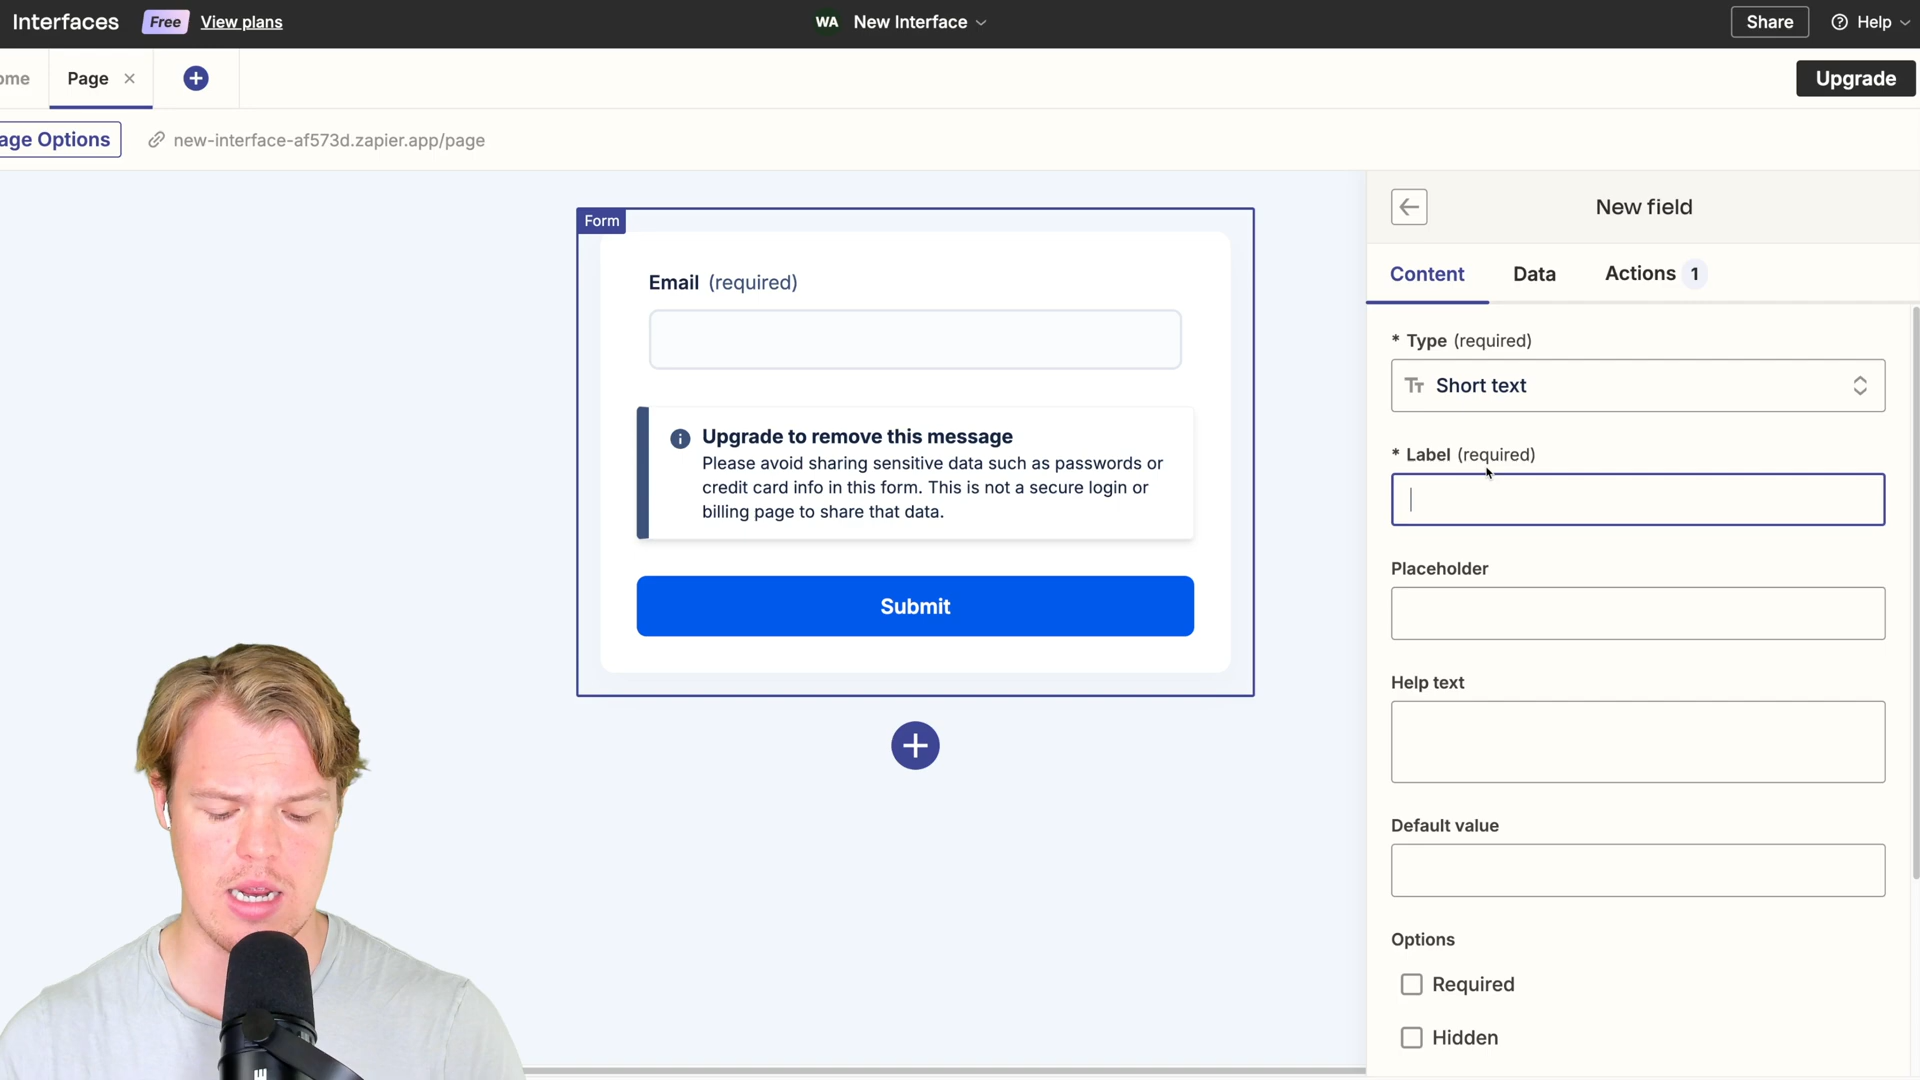 Interfaces Free View plans
WA New Interface
Share Help
ome Page
Upgrade
age Options new-interface-af573d.zapier.app/page
Form
Email (required)
Upgrade to remove this message
Please avoid sharing sensitive data such as passwords or
credit card info in this form. This is not a secure login or
billing page to share that data.
Submit
New field
Content Data Actions 1
* Type (required)
Tт Short text
* Label (required)
Placeholder
Help text
Default value
Options
Required
Hidden